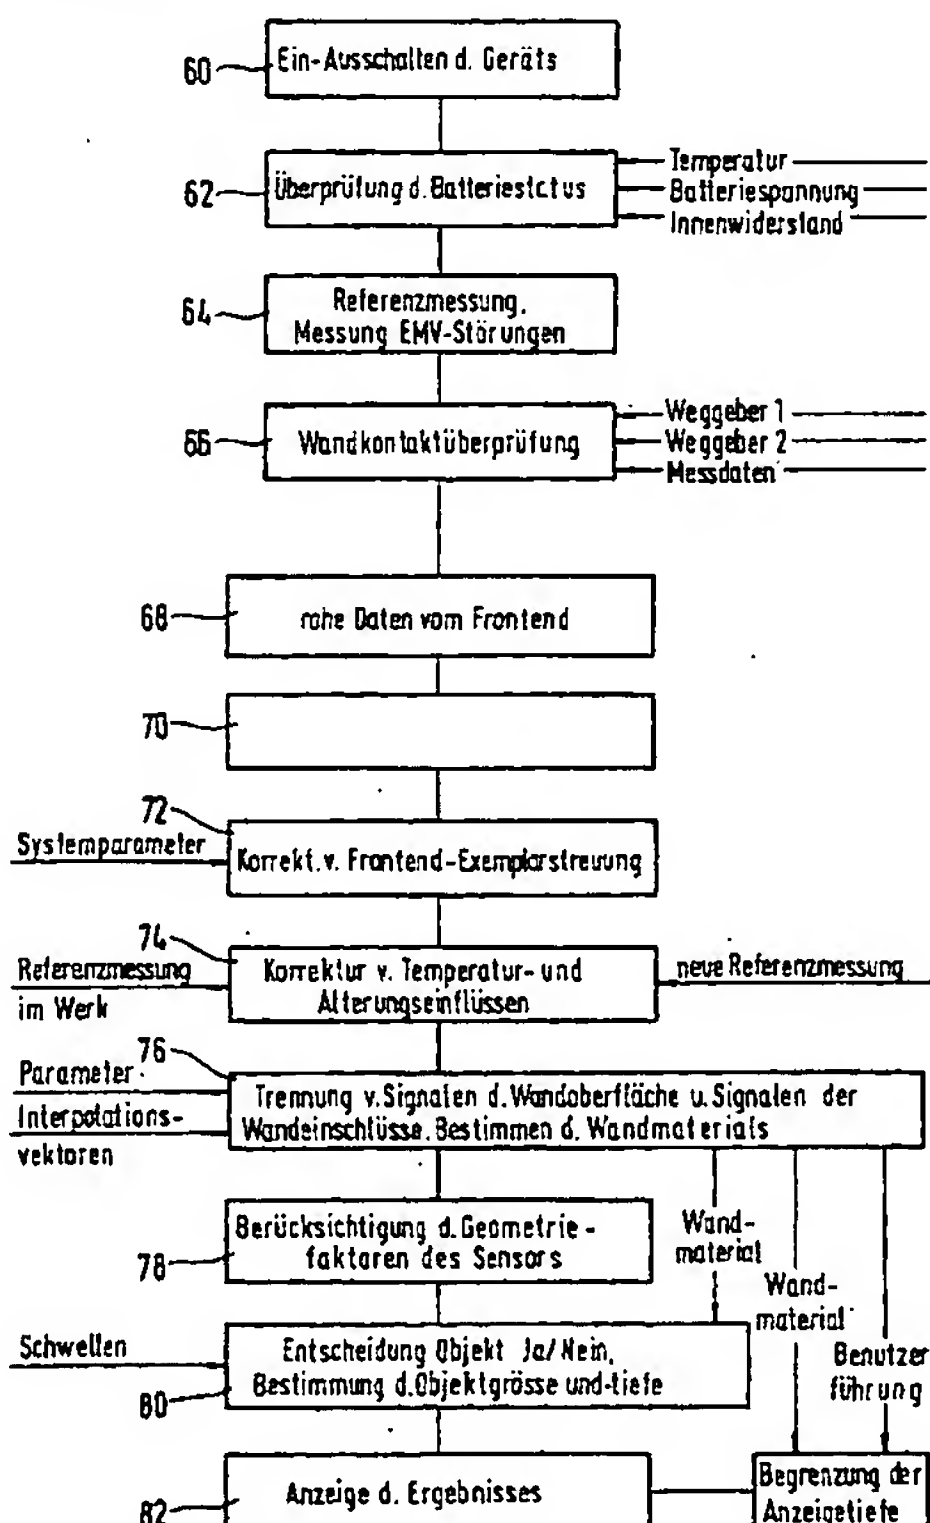 60
Ein-Ausschalten d. Geräts
62
Überprüfung d. Batteriestatus
Temperatur
Batteriespannung
Innenwiderstand
64
Referenzmessung,
Messung EMV-Störungen
66
Wandkontaktüberprüfung
Weggeber 1
Weggeber 2
Messdaten
68
rohe Daten vom Frontend
70
72
Systemparameter
Korrekt. v. Frontend-Exemplarstreuung
74
Referenzmessung
im Werk
Korrektur v. Temperatur- und
Alterungseinflüssen
neue Referenzmessung
76
Parameter
Interpolations-
vektoren
Trennung v. Signalen d. Wandoberfläche u. Signalen der
Wandeinschlüsse. Bestimmen d. Wandmaterials
78
Berücksichtigung d. Geometrie-
faktoren des Sensors
Wand-
material
Wand-
material
Benutzer
führung
Schwellen
80
Entscheidung Objekt Ja/Nein,
Bestimmung d. Objektgrösse und-tiefe
82
Anzeige d. Ergebnisses
Begrenzung der
Anzeigetiefe